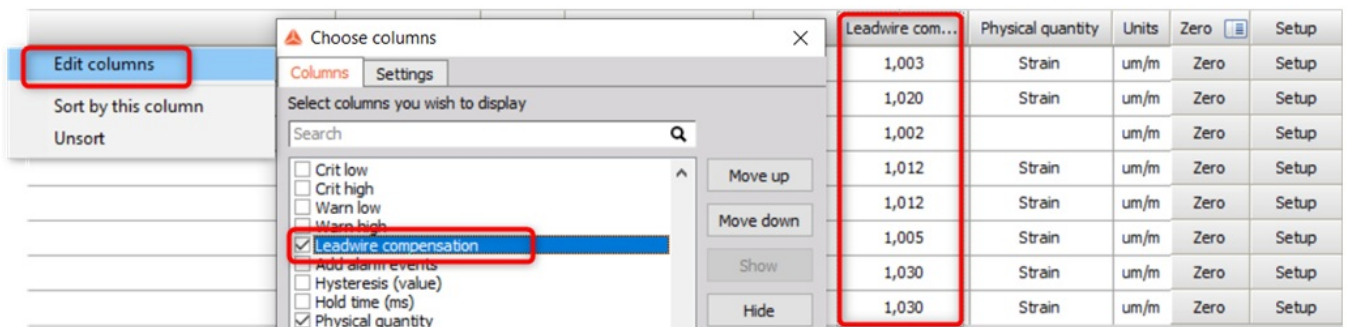 Edit columns
Sort by this column
Unsort
Choose columns
Columns Settings
Select columns you wish to display
Search
Crit low
Crit high
Warn low
Warn high
Leadwire compensation
Add alarm events
Hysteresis (value)
Hold time (ms)
Physical quantity
Move up
Move down
Show
Hide
Leadwire com... Physical quantity Units Zero Setup
1,003 Strain um/m Zero Setup
1,020 Strain um/m Zero Setup
1,002 um/m Zero Setup
1,012 Strain um/m Zero Setup
1,012 Strain um/m Zero Setup
1,005 Strain um/m Zero Setup
1,030 Strain um/m Zero Setup
1,030 Strain um/m Zero Setup